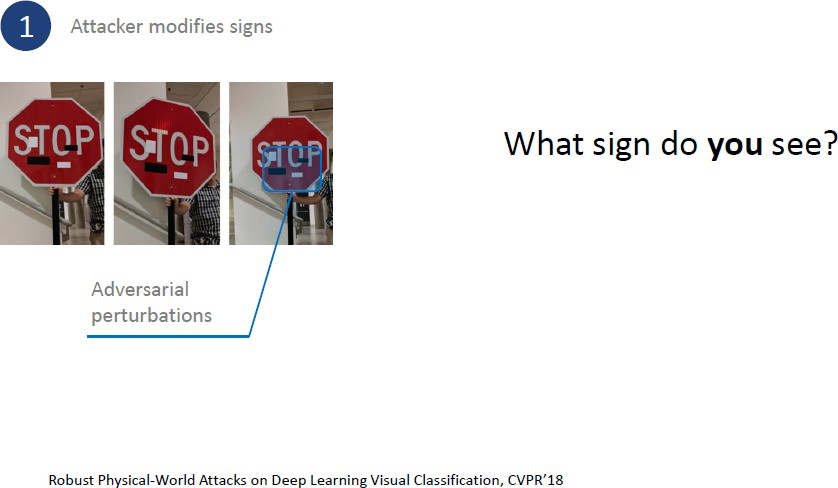 1
Attacker modifies signs
STOP
STOP
STOP
What sign do you see?
Adversarial
perturbations
Robust Physical-World Attacks on Deep Learning Visual Classification, CVPR’18